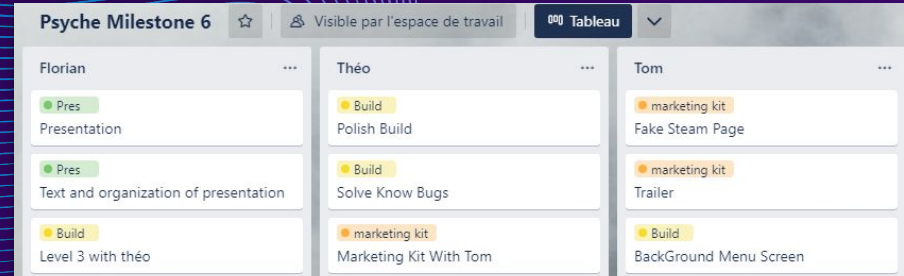 Psyche Milestone 6
Visible par l'espace de travail
Tableau
Florian
Pres
Presentation
Pres
Text and organization of presentation
Build
Level 3 with théo
Théo
Build
Polish Build
Build
Solve Know Bugs
marketing kit
Marketing Kit With Tom
Tom
marketing kit
Fake Steam Page
marketing kit
Trailer
Build
BackGround Menu Screen